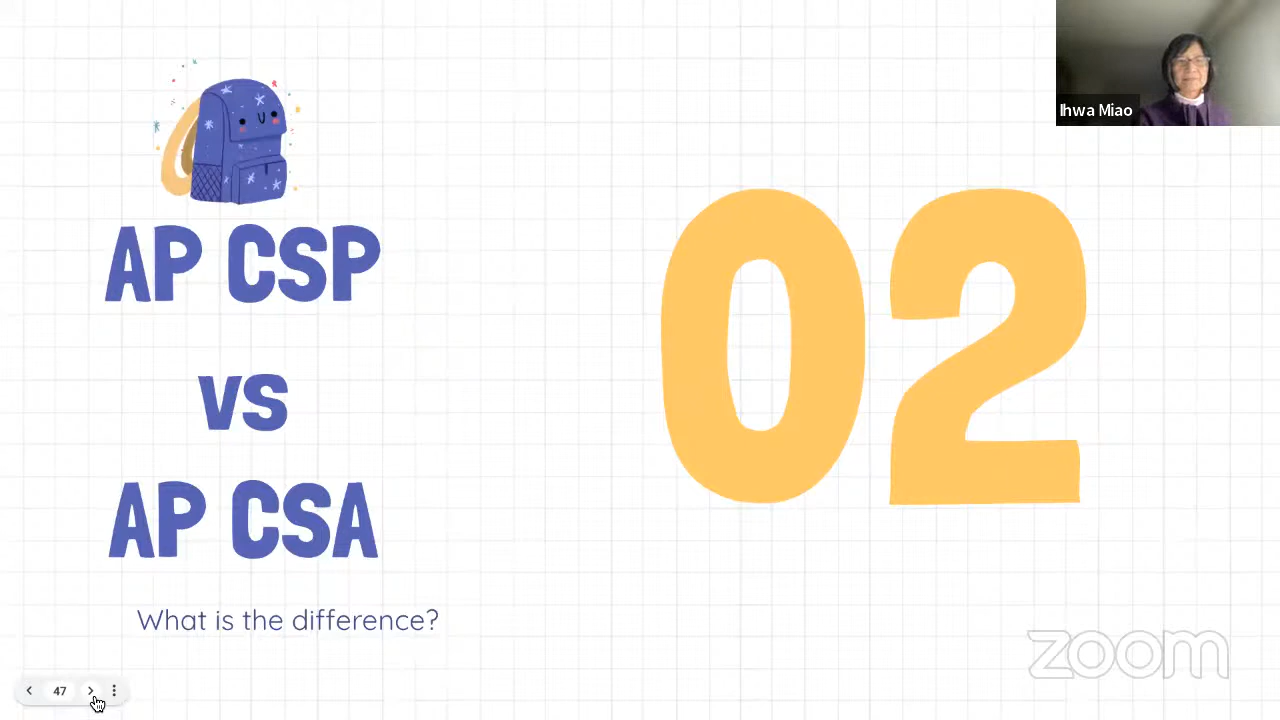 Ihwa Miao
AP CSP
vs
AP CSA
What is the difference?
02
47
zoom